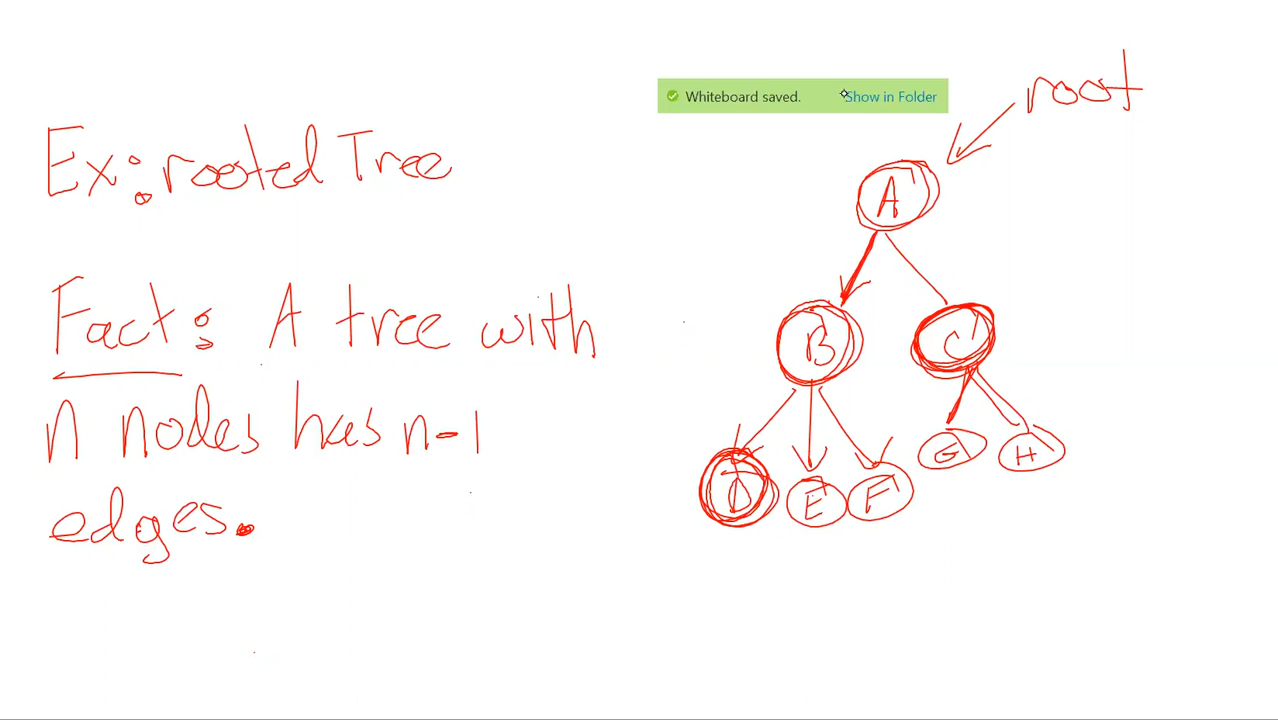 Whiteboard saved. Show in Folder
root
Ex: rooted Tree
A
Fact: A tree with
B C
n nodes has n-1
G H
D E F
edges.